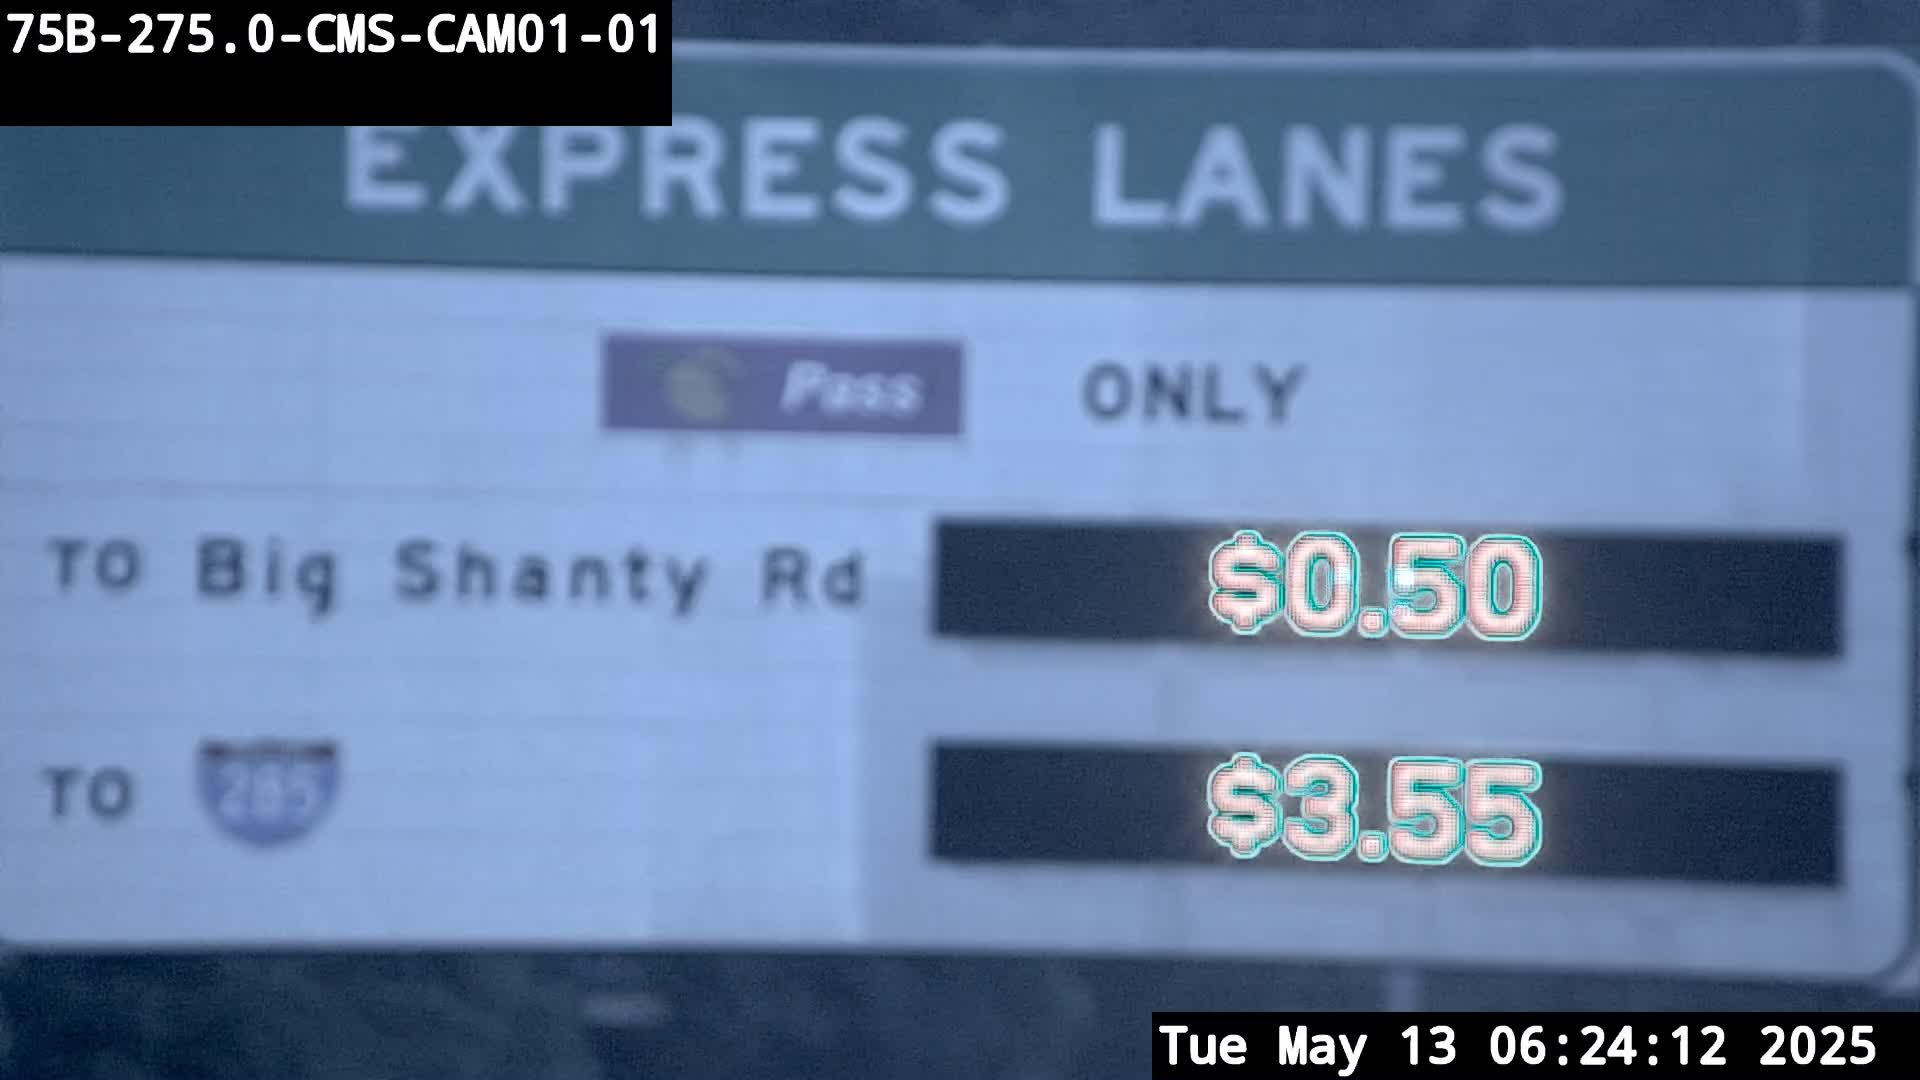 75B-275.0-CMS-CAM01-01
EXPRESS LANES
Pass ONLY
TO Big Shanty Rd $0.50
TO 285 $3.55
Tue May 13 06:24:12 2025